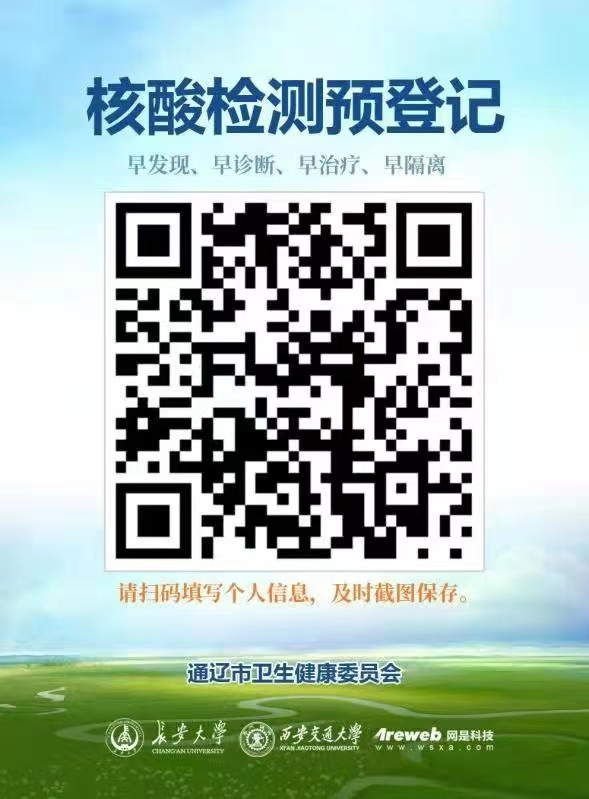 核酸检测预登记
早发现、早诊断、早治疗、早隔离
请扫码填写个人信息，及时截图保存。
通辽市卫生健康委员会
長安大学 西安交通大学 Areweb 网是科技
CHANG'AN UNIVERSITY XI'AN JIAOTONG UNIVERSITY www.wsxa.com